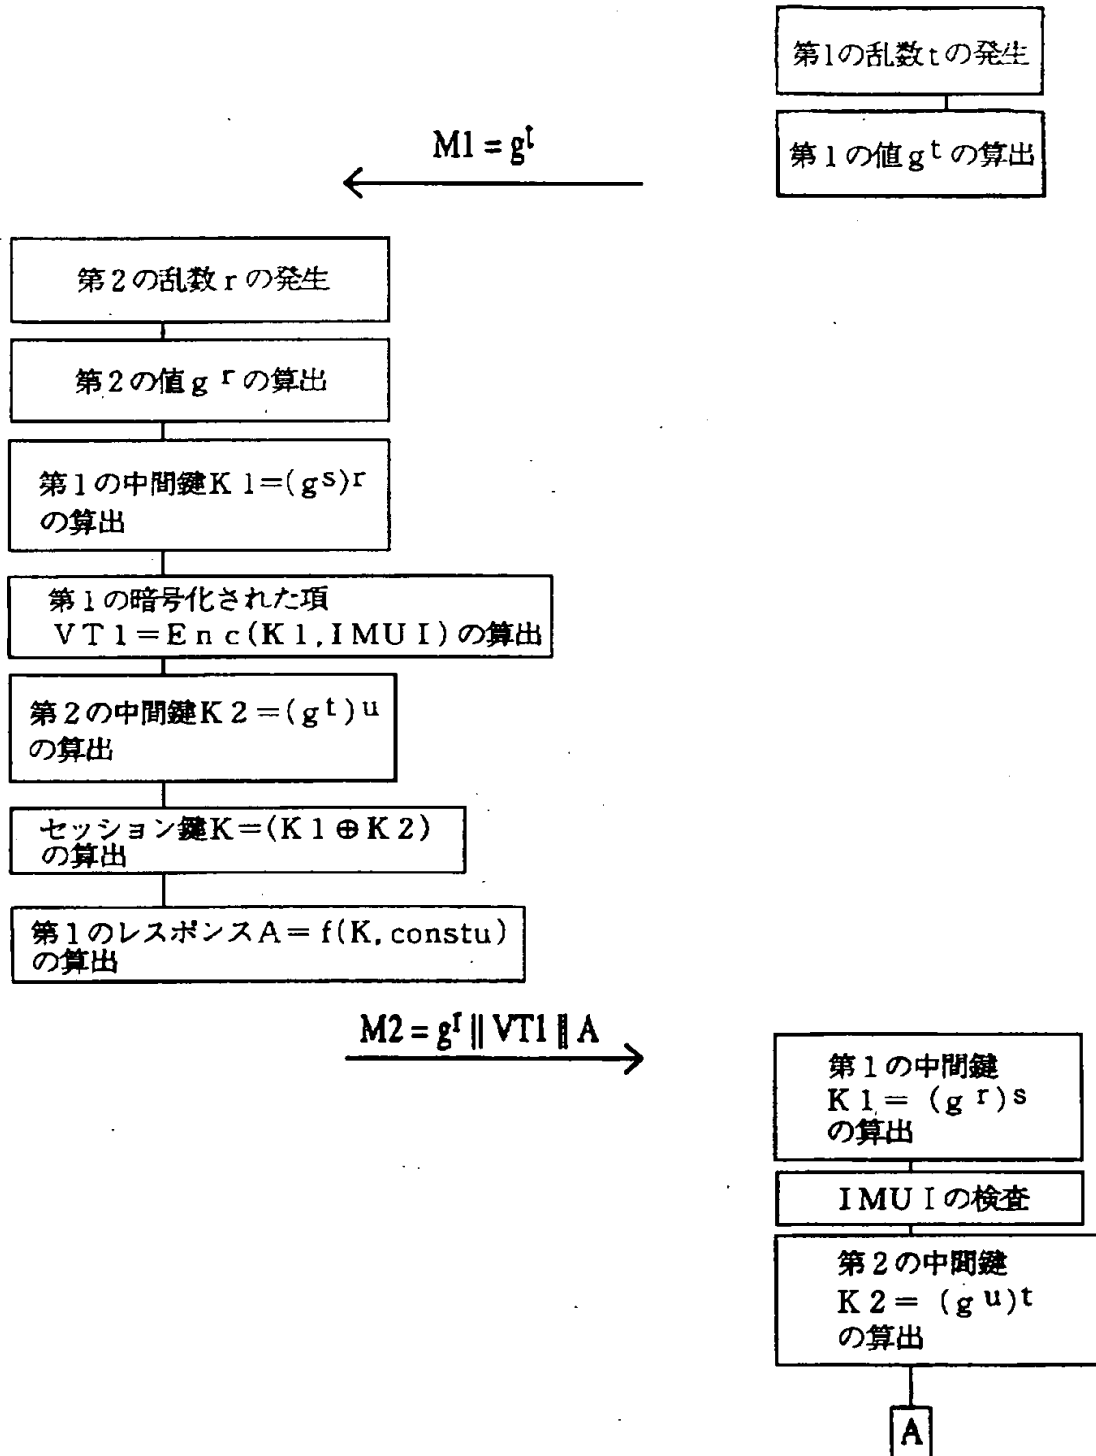 第1の乱数tの発生
第1の値g^tの算出
M1 = g^t
第2の乱数rの発生
第2の値g^rの算出
第1の中間鍵K1=(g^s)^r
の算出
第1の暗号化された項
VT1=Enc(K1,IMUI)の算出
第2の中間鍵K2=(g^t)^u
の算出
セッション鍵K=(K1⊕K2)
の算出
第1のレスポンスA=f(K,constu)
の算出
M2 = g^r || VT1 || A
第1の中間鍵
K1= (g^r)^s
の算出
IMUIの検査
第2の中間鍵
K2= (g^u)^t
の算出
A